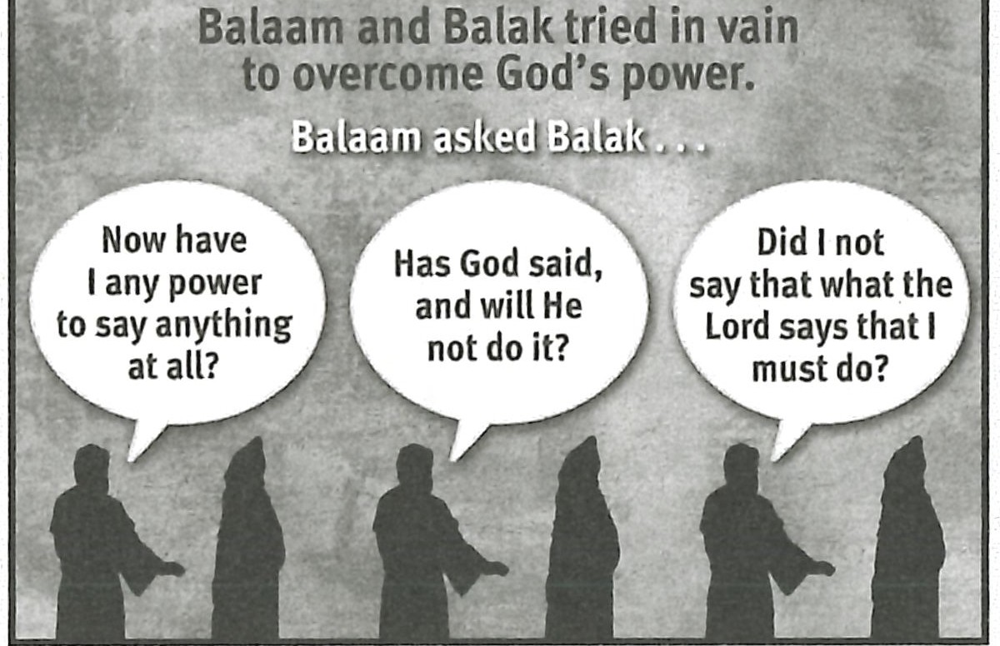 Balaam and Balak tried in vain
to overcome God's power.
Balaam asked Balak . . .
Now have
I any power
to say anything
at all?
Has God said,
and will He
not do it?
Did I not
say that what the
Lord says that I
must do?